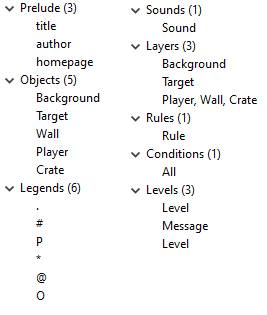 Prelude (3)
title
author
homepage
Objects (5)
Background
Target
Wall
Player
Crate
Legends (6)
.
#
P
*
@
O
Sounds (1)
Sound
Layers (3)
Background
Target
Player, Wall, Crate
Rules (1)
Rule
Conditions (1)
All
Levels (3)
Level
Message
Level